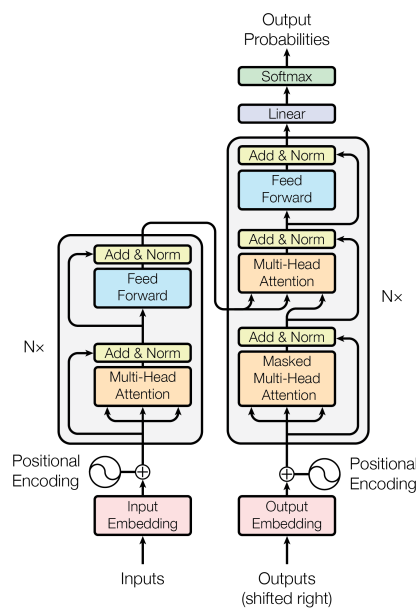 Output
Probabilities
Softmax
Linear
Add & Norm
Feed
Forward
Add & Norm
Multi-Head
Attention
Nx
Add & Norm
Masked
Multi-Head
Attention
Add & Norm
Feed
Forward
Nx
Add & Norm
Multi-Head
Attention
Positional
Encoding
Positional
Encoding
Input
Embedding
Output
Embedding
Inputs
Outputs
(shifted right)